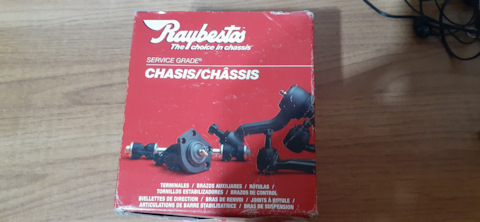 Raybestos
The choice in chassis
SERVICE GRADE
CHASIS/CHÂSSIS
TERMINALES / BRAZOS AUXILIARES / RÓTULAS /
TORNILLOS ESTABILIZADORES / BRAZOS DE CONTROL
BIELLETTES DE DIRECTION / BRAS DE RENVOI / JOINTS À ROTULE /
ARTICULATIONS DE BARRE STABILISATRICE / BRAS DE SUSPENSION